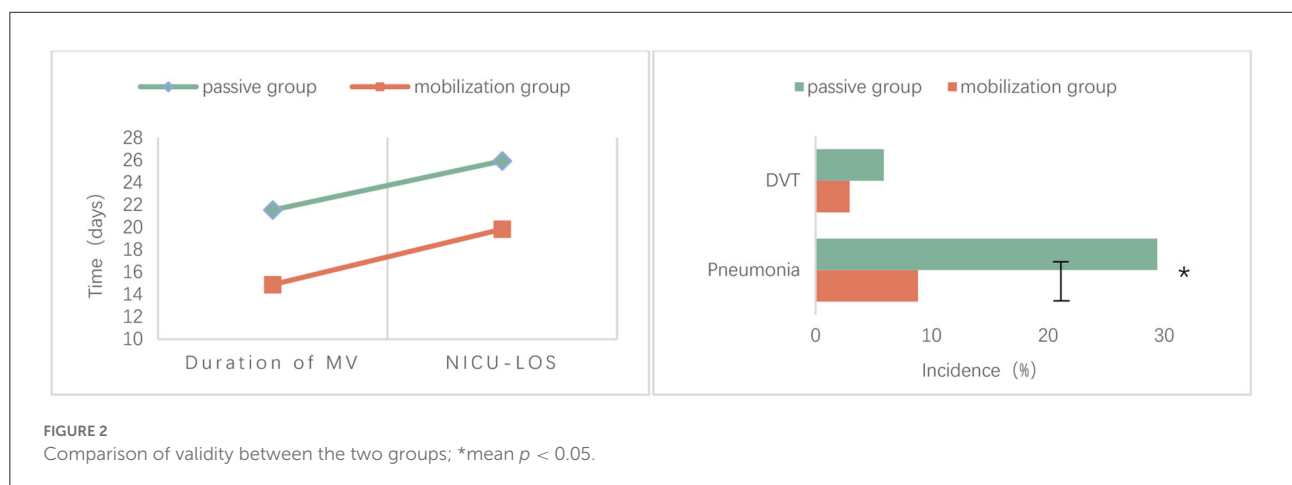 passive group mobilization group
28
26
24
22
20
18
16
14
12
10
Time (days)
Duration of MV NICU-LOS
passive group mobilization group
DVT
Pneumonia
*
0 10 20 30
Incidence (%)
FIGURE 2
Comparison of validity between the two groups; *mean p < 0.05.